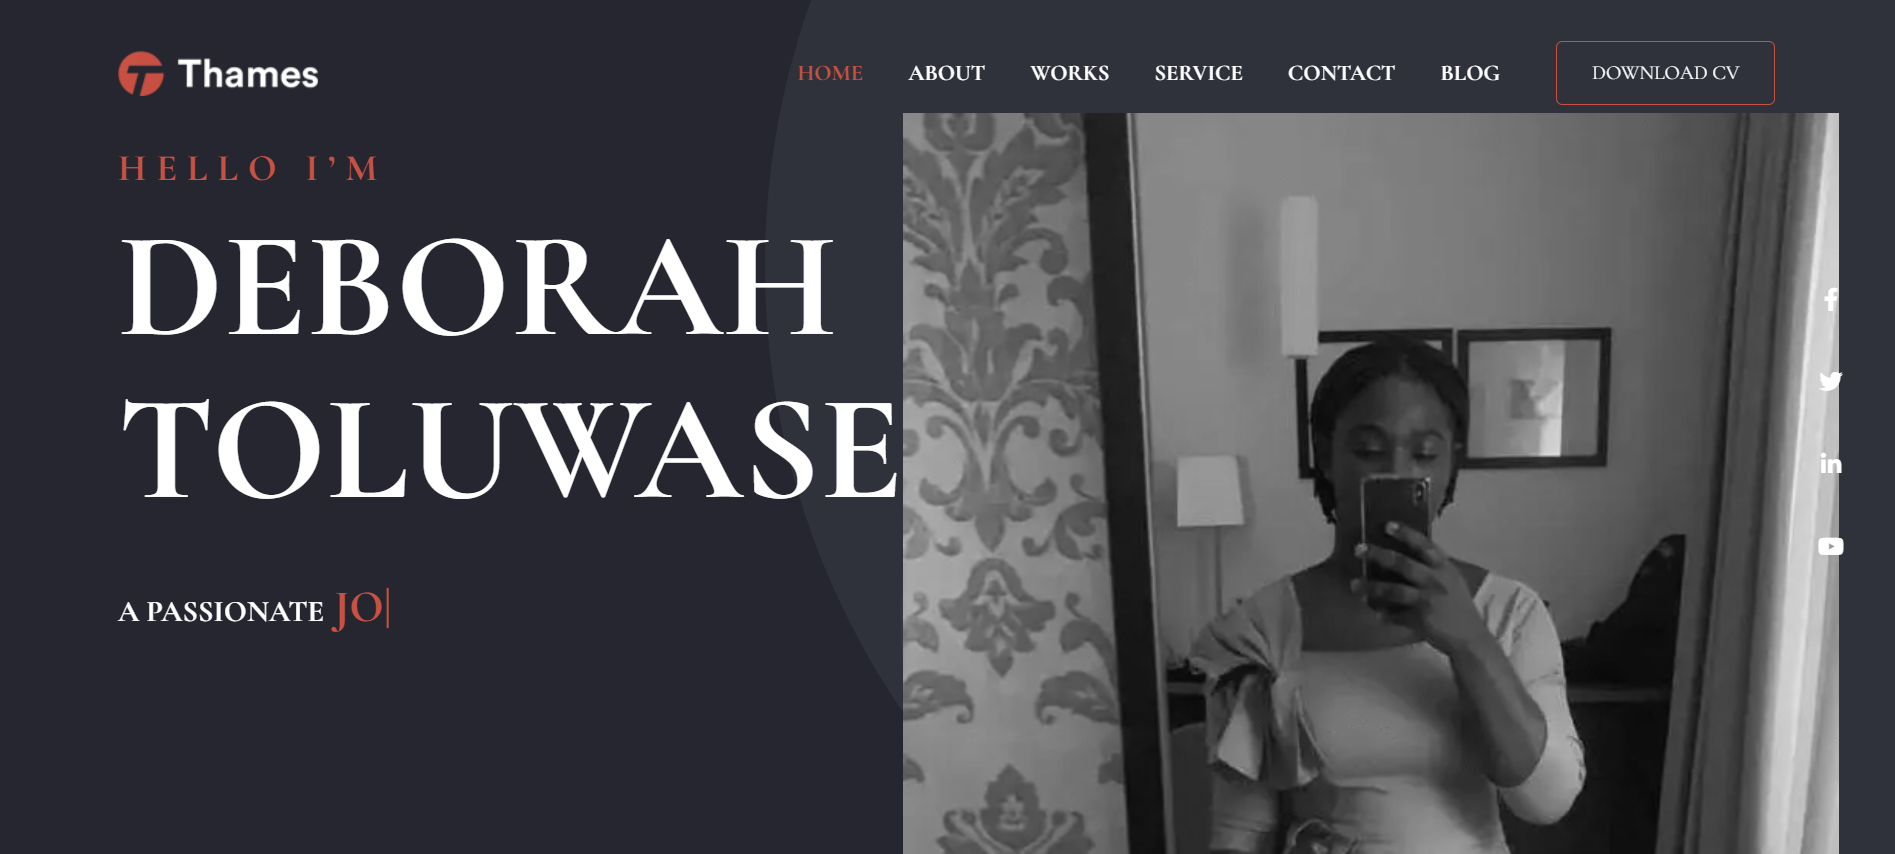 Thames
HOME ABOUT WORKS SERVICE CONTACT BLOG DOWNLOAD CV
HELLO I’M
DEBORAH
TOLUWASE
A PASSIONATE JO|